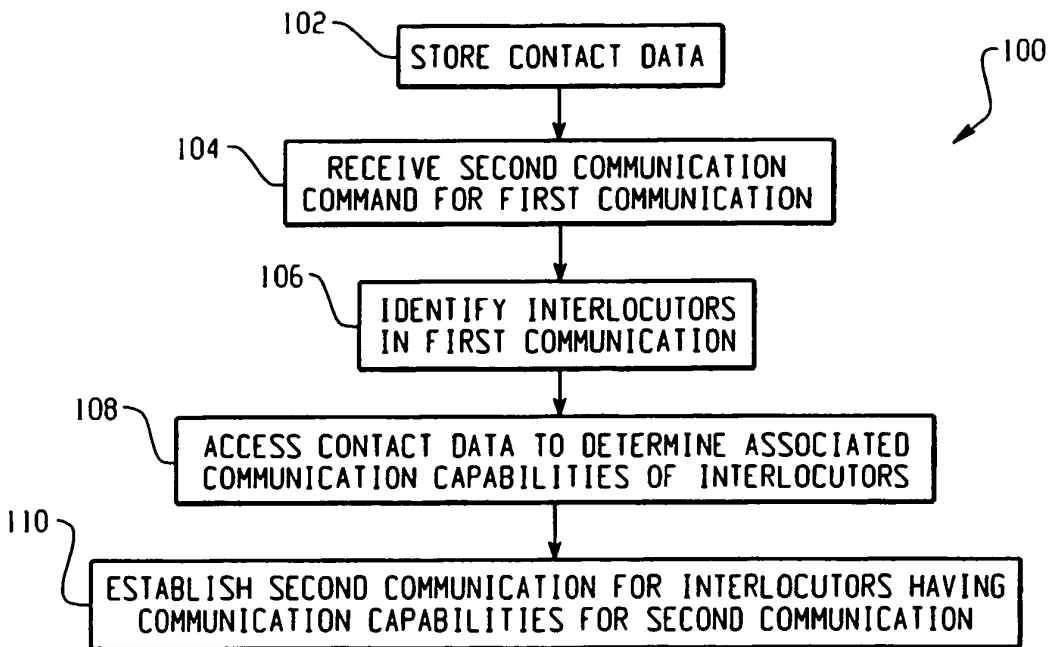 102
STORE CONTACT DATA
100
104
RECEIVE SECOND COMMUNICATION
COMMAND FOR FIRST COMMUNICATION
106
IDENTIFY INTERLOCUTORS
IN FIRST COMMUNICATION
108
ACCESS CONTACT DATA TO DETERMINE ASSOCIATED
COMMUNICATION CAPABILITIES OF INTERLOCUTORS
110
ESTABLISH SECOND COMMUNICATION FOR INTERLOCUTORS HAVING
COMMUNICATION CAPABILITIES FOR SECOND COMMUNICATION